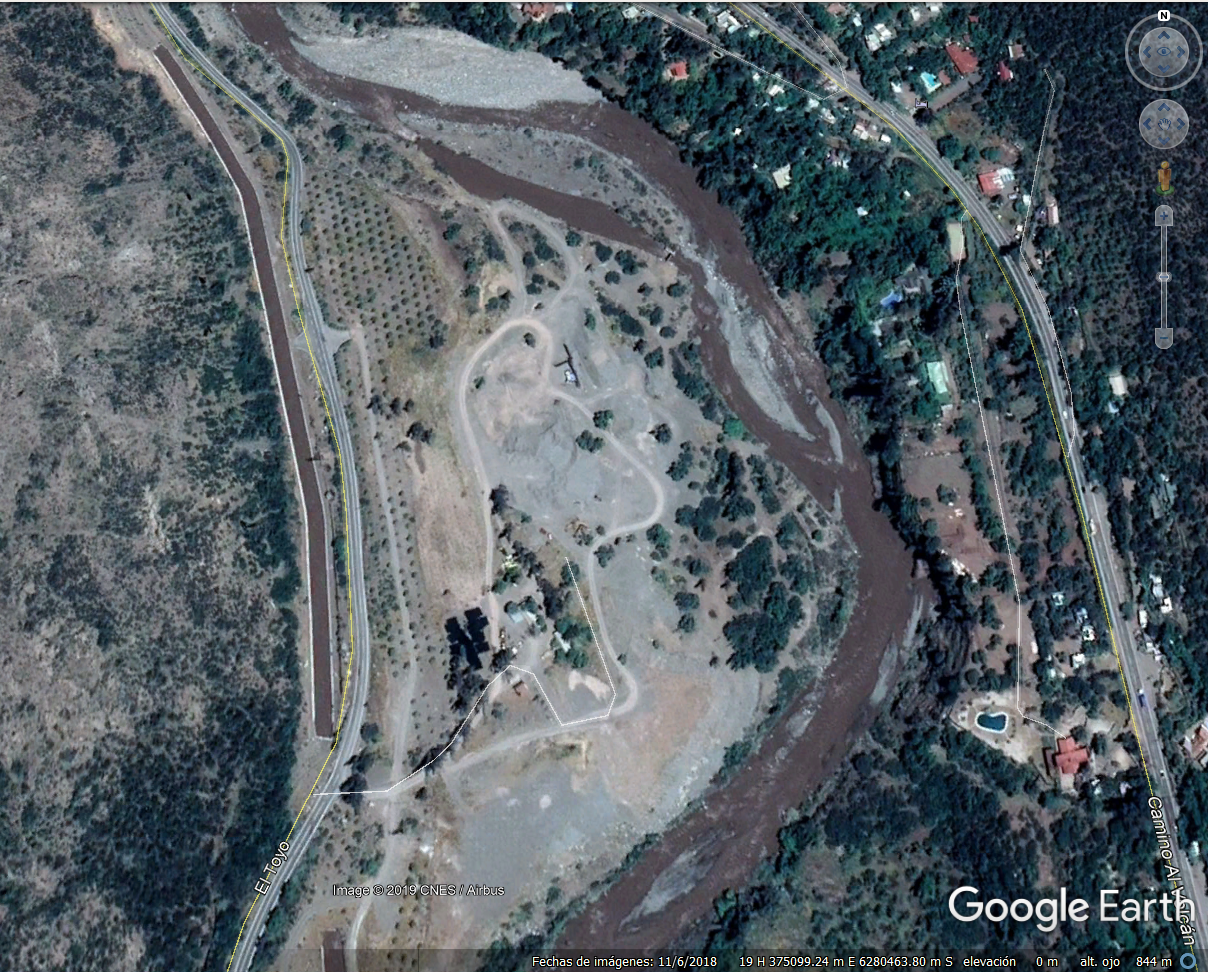 N
El Toyo
Camino Al Volcán
Image © 2019 CNES / Airbus
Google Earth
Fechas de imágenes: 11/6/2018 19 H 375099.24 m E 6280463.80 m S elevación 0 m alt. ojo 844 m